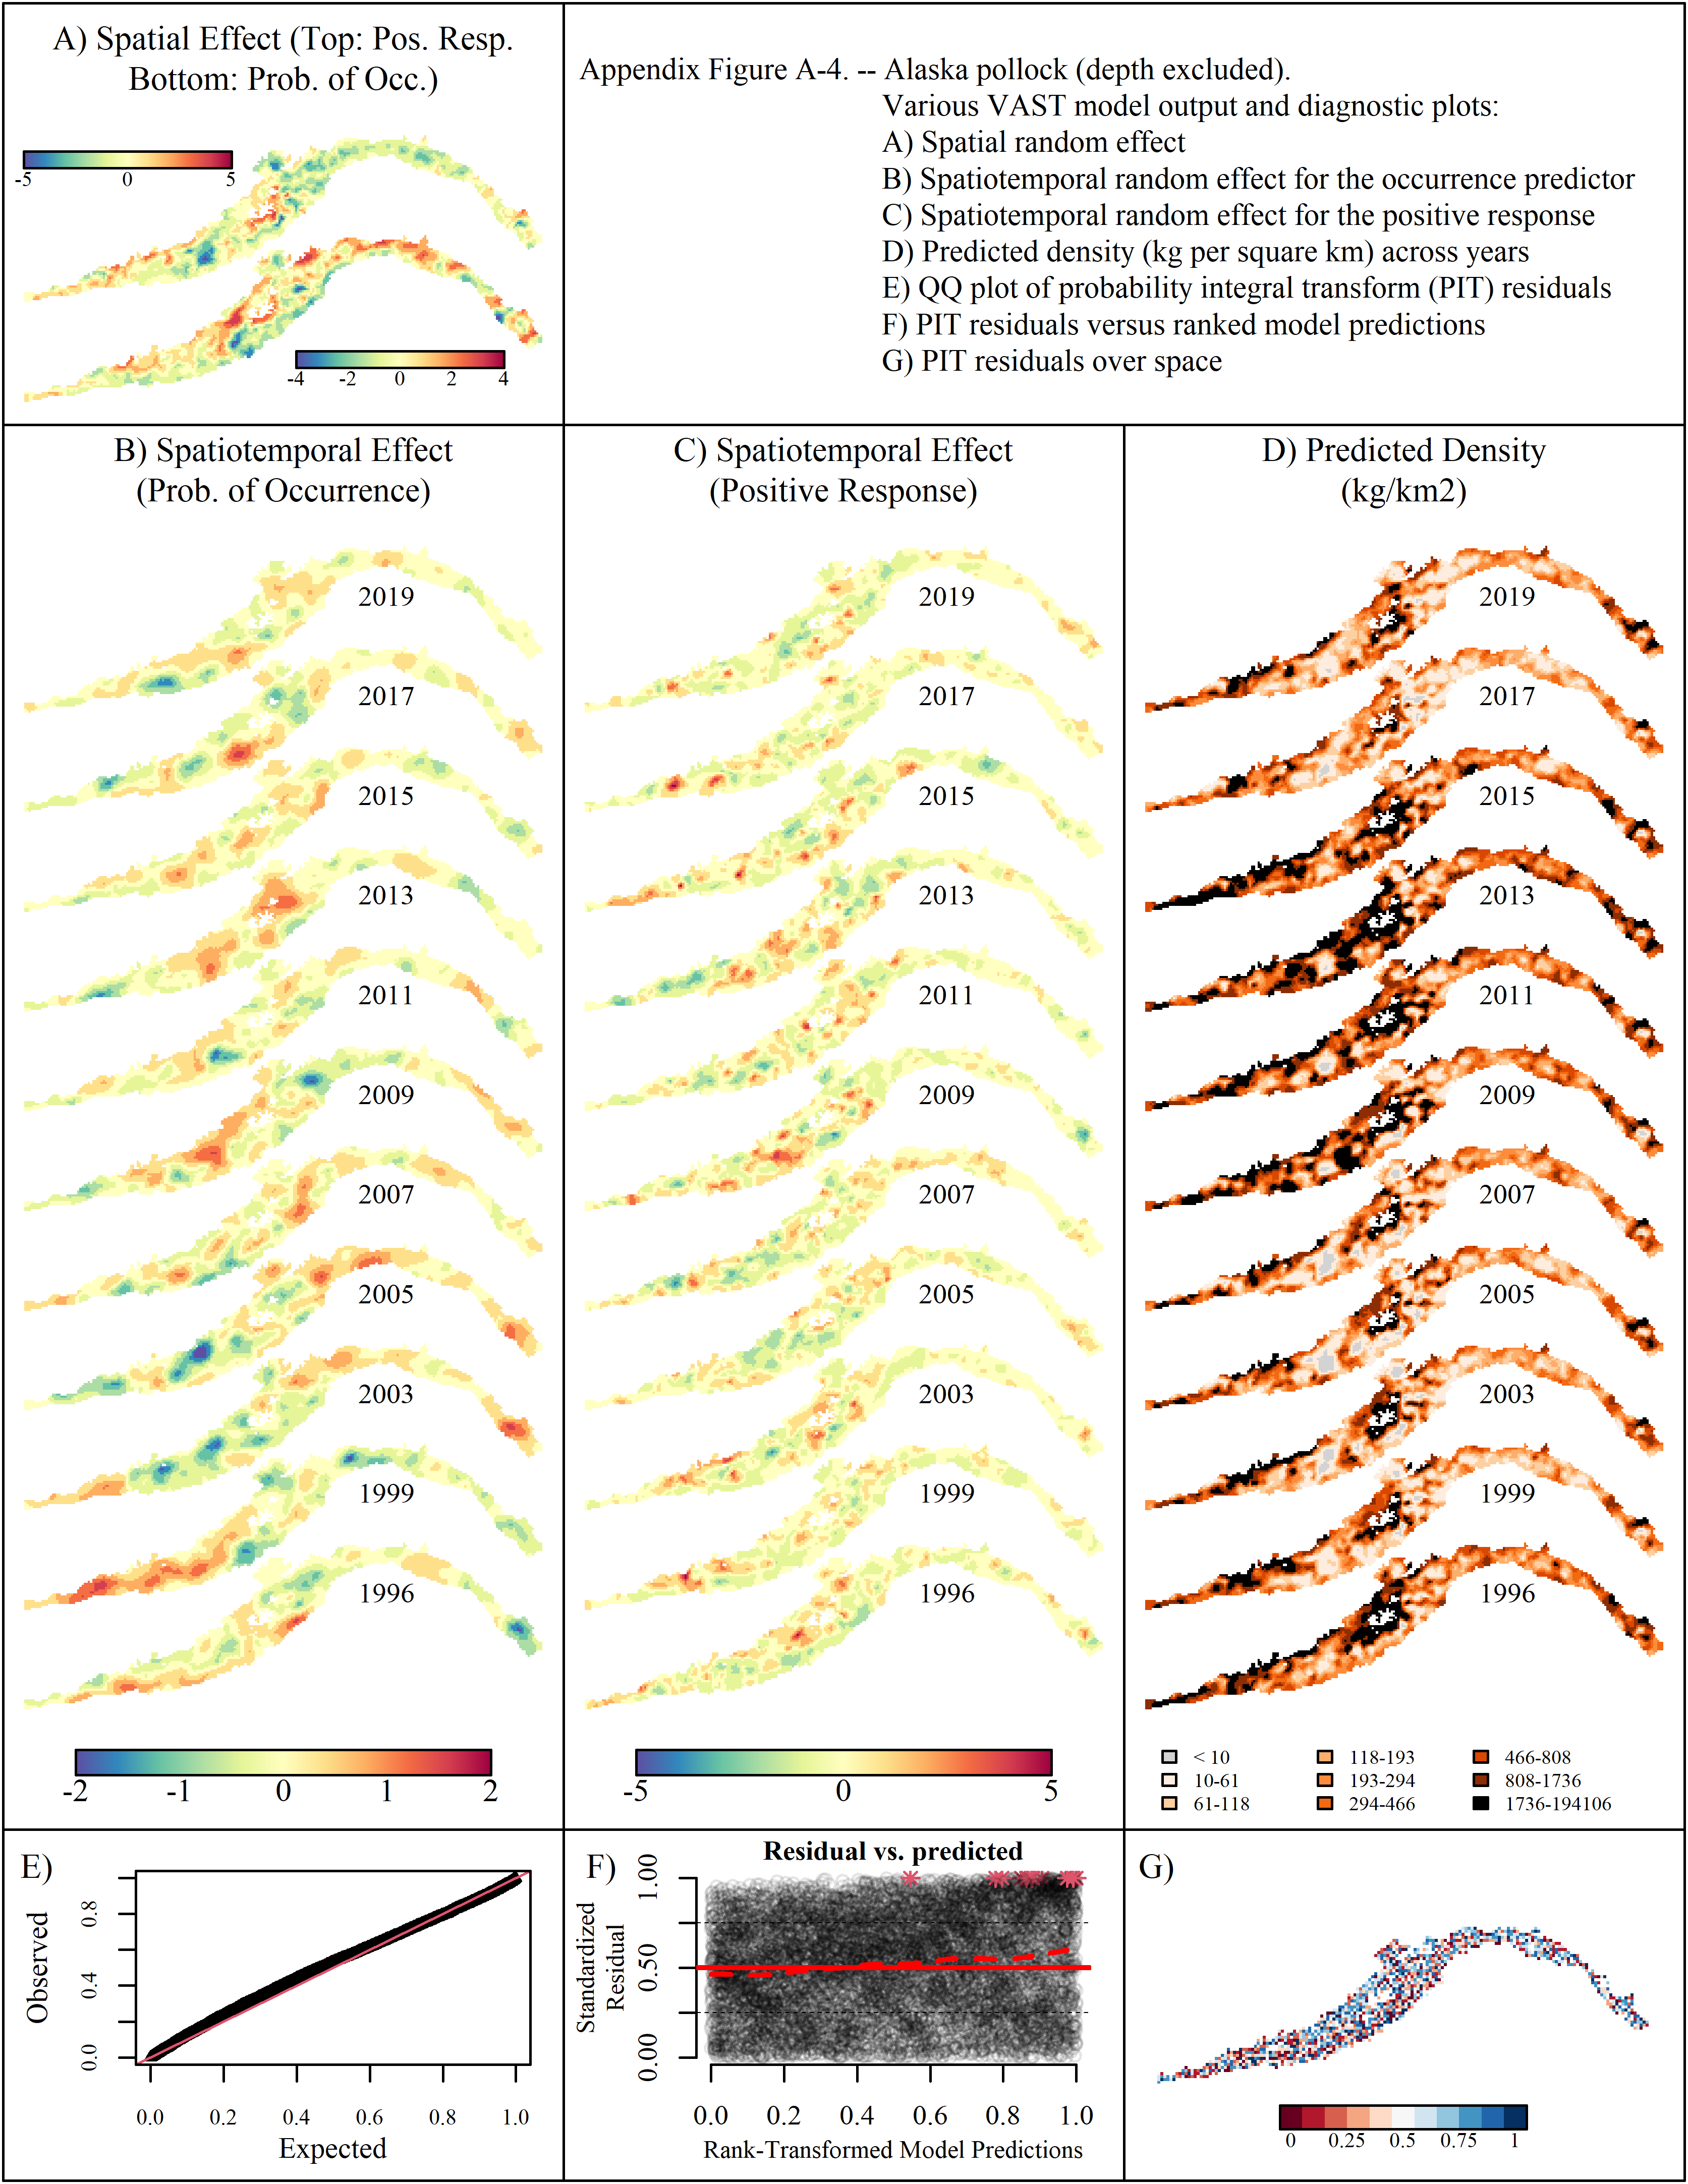 A) Spatial Effect (Top: Pos. Resp.
Bottom: Prob. of Occ.)
-5 0 5
-4 -2 0 2 4
Appendix Figure A-4. -- Alaska pollock (depth excluded).
Various VAST model output and diagnostic plots:
A) Spatial random effect
B) Spatiotemporal random effect for the occurrence predictor
C) Spatiotemporal random effect for the positive response
D) Predicted density (kg per square km) across years
E) QQ plot of probability integral transform (PIT) residuals
F) PIT residuals versus ranked model predictions
G) PIT residuals over space
B) Spatiotemporal Effect
(Prob. of Occurrence)
2019
2017
2015
2013
2011
2009
2007
2005
2003
1999
1996
-2 -1 0 1 2
C) Spatiotemporal Effect
(Positive Response)
2019
2017
2015
2013
2011
2009
2007
2005
2003
1999
1996
-5 0 5
D) Predicted Density
(kg/km2)
2019
2017
2015
2013
2011
2009
2007
2005
2003
1999
1996
< 10 118-193 466-808
10-61 193-294 808-1736
61-118 294-466 1736-194106
E)
Observed
0.0 0.4 0.8
0.0 0.2 0.4 0.6 0.8 1.0
Expected
F)
Residual vs. predicted
Standardized
Residual
0.00 0.50 1.00
0.0 0.2 0.4 0.6 0.8 1.0
Rank-Transformed Model Predictions
G)
0 0.25 0.5 0.75 1